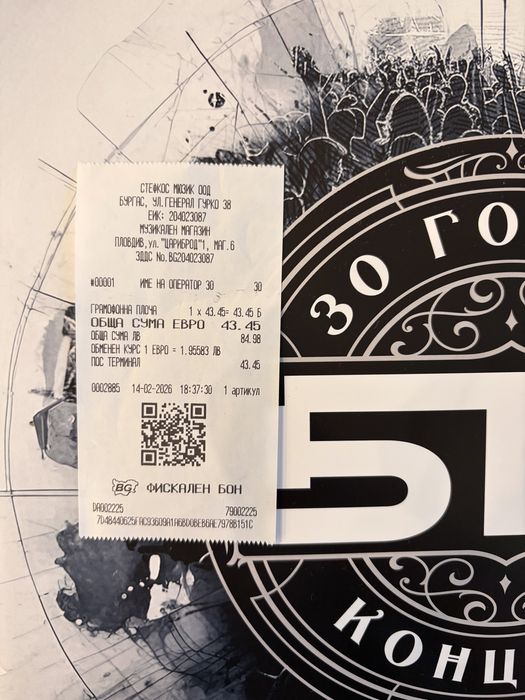 СТЕФКОС МЮЗИК ООД
БУРГАС, УЛ.ГЕНЕРАЛ ГУРКО 38
ЕИК: 204023087
МУЗИКАЛЕН МАГАЗИН
ПЛОВДИВ,ул."ЦАРИБРОД"1, МАГ.6
ЗДДС No.BG204023087
#00001 ИМЕ НА ОПЕРАТОР 30 30
ГРАМОФОННА ПЛОЧА 1 x 43.45= 43.45 Б
ОБЩА СУМА ЕВРО 43.45
ОБЩА СУМА ЛВ 84.98
ОБМЕНЕН КУРС 1 ЕВРО = 1.95583 ЛВ
ПОС ТЕРМИНАЛ 43.45
0002885 14-02-2026 18:37:30 1 артикул
BG ФИСКАЛЕН БОН
DA002225 79002225
30 ГО
БТ
КОНЦ